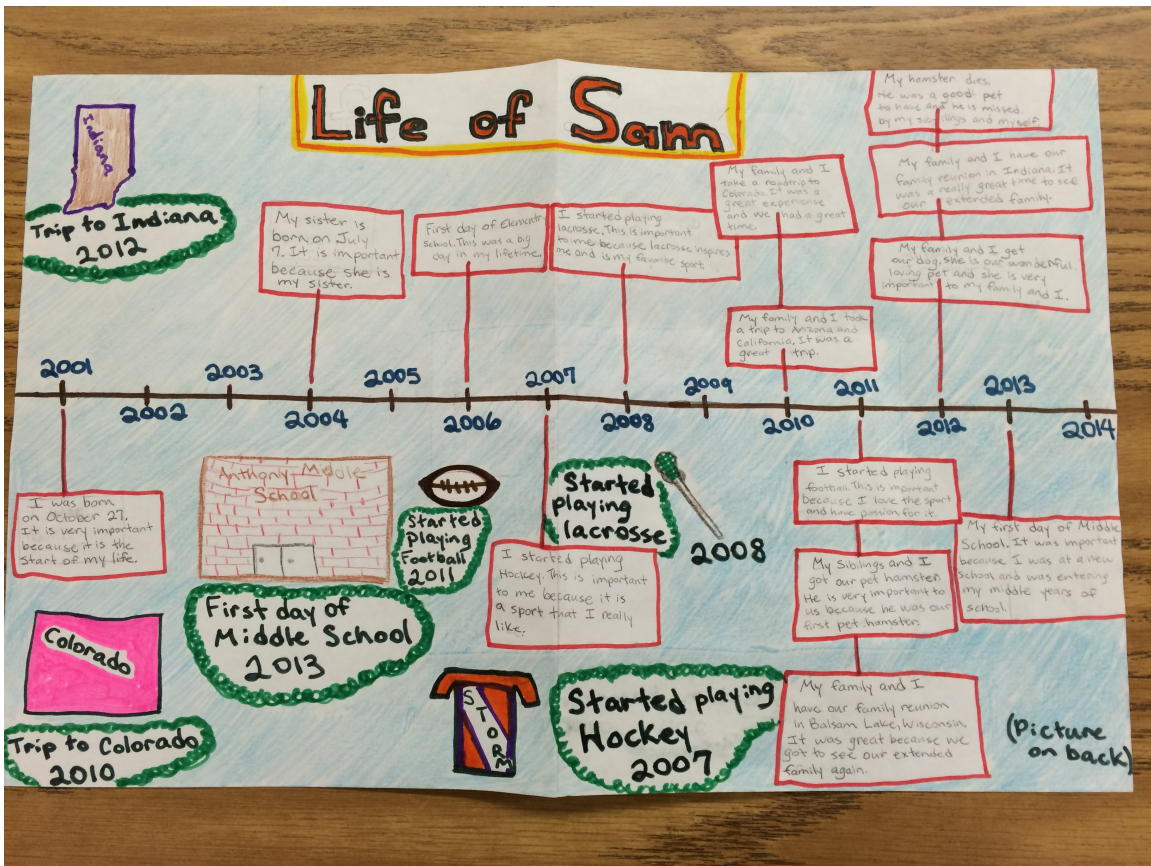 Life of Sam
Indiana
Trip to Indiana
2012
My sister is
born on July
7. It is important
because she is
my sister.
First day of Elementry
School. This was a big
day in my lifetime.
I started playing
lacrosse. This is important
to me because lacrosse inspires
me and is my favorite sport.
My family and I
take a roadtrip to
Colorado. It was a
great experiense
and we had a great
time.
My family and I took
a trip to Arizona and
California. It was a
great trip.
My hamster dies.
He was a good pet
to have and he is missed
by my and myself.
My family and I have our
family reunion in Indiana. It
was a really great time to see
our extended family.
My family and I get
our dog. She is our wonderful
loving pet and she is very
important to my family and I.
2001
2002
2003
2004
2005
2006
2007
2008
2009
2010
2011
2012
2013
2014
I was born
on October 27.
It is very important
because it is the
start of my life.
Anthony Middle
School
First day of
Middle School
2013
Started
playing
Football
2011
I started playing
Hockey. This is important
to me because it is
a sport that I really
like.
Started
playing
lacrosse
2008
I started playing
football. This is important
because I love the sport
and have passion for it.
My Sibilings and I
got our pet hamster.
He is very important to
us because he was our
first pet hamster.
My family and I
have our family reunion
in Balsam Lake, Wisconsin.
It was great because we
got to see our extended
family again.
My first day of Middle
School. It was important
because I was at a new
school and was entering
my middle years of
school.
Colorado
Trip to Colorado
2010
STORM
Started playing
Hockey
2007
(Picture
on back)